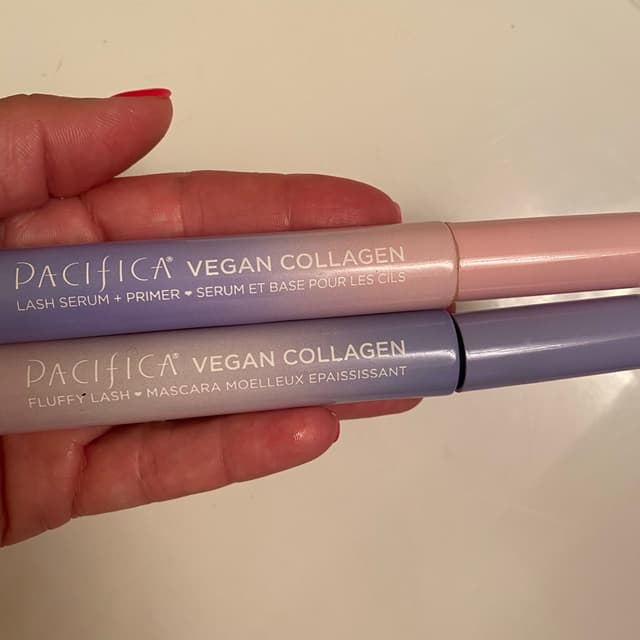 PACIFICA® VEGAN COLLAGEN
LASH SERUM + PRIMER ❤ SERUM ET BASE POUR LES CILS
PACIFICA® VEGAN COLLAGEN
FLUFFY LASH ❤ MASCARA MOELLEUX EPAISSISSANT